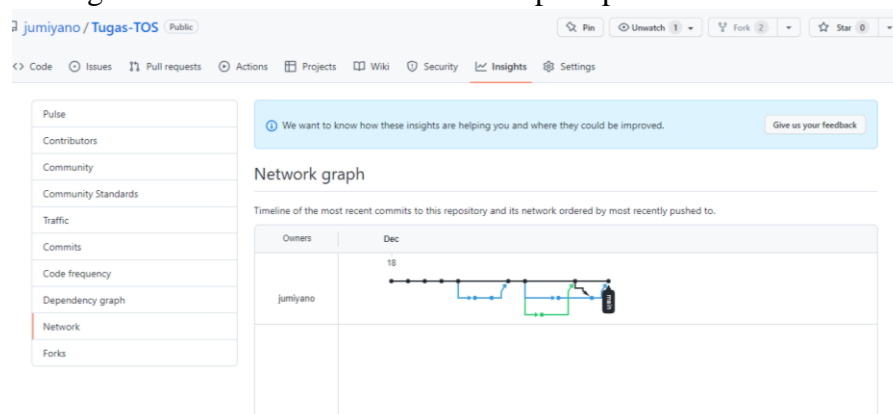 jumiyano / Tugas-TOS Public
Pin Unwatch 1 Fork 2 Star 0
Code Issues Pull requests Actions Projects Wiki Security Insights Settings
Pulse
Contributors
Community
Community Standards
Traffic
Commits
Code frequency
Dependency graph
Network
Forks
We want to know how these insights are helping you and where they could be improved. Give us your feedback
Network graph
Timeline of the most recent commits to this repository and its network ordered by most recently pushed to.
Owners Dec
18
jumiyano
main